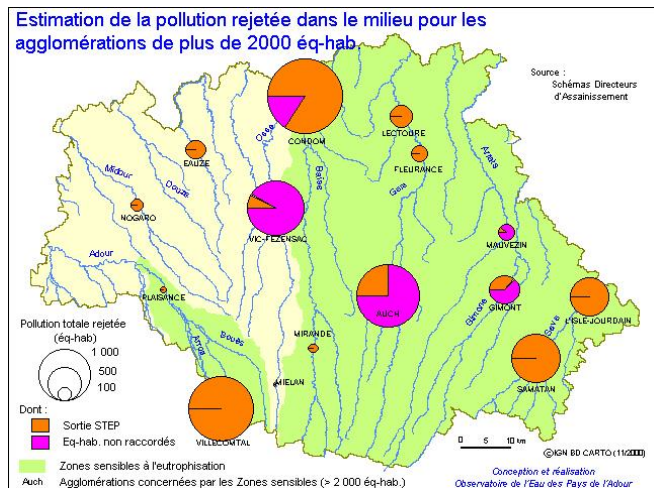 Estimation de la pollution rejetée dans le milieu pour les
agglomérations de plus de 2000 éq-hab.
Source :
Schémas Directeurs
d'Assainissement
CONDOM
LECTOURE
FLEURANCE
EAUZE
Osse
Baïse
Gers
Arrats
Midour
Douze
NOGARO
VIC-FEZENSAC
MAUVEZIN
Adour
PLAISANCE
AUCH
Gimone
GIMONT
L'ISLE-JOURDAIN
Save
Arros
Bouès
MIRANDE
MIELAN
SAMATAN
VILLECOMTAL
Pollution totale rejetée
(éq-hab)
1 000
500
100
Dont :
Sortie STEP
Eq-hab. non raccordés
Zones sensibles à l'eutrophisation
Auch Agglomérations concernées par les Zones sensibles (> 2 000 éq-hab.)
0 5 10 km
©IGN BD CARTO (11/2000)
Conception et réalisation
Observatoire de l'Eau des Pays de l'Adour